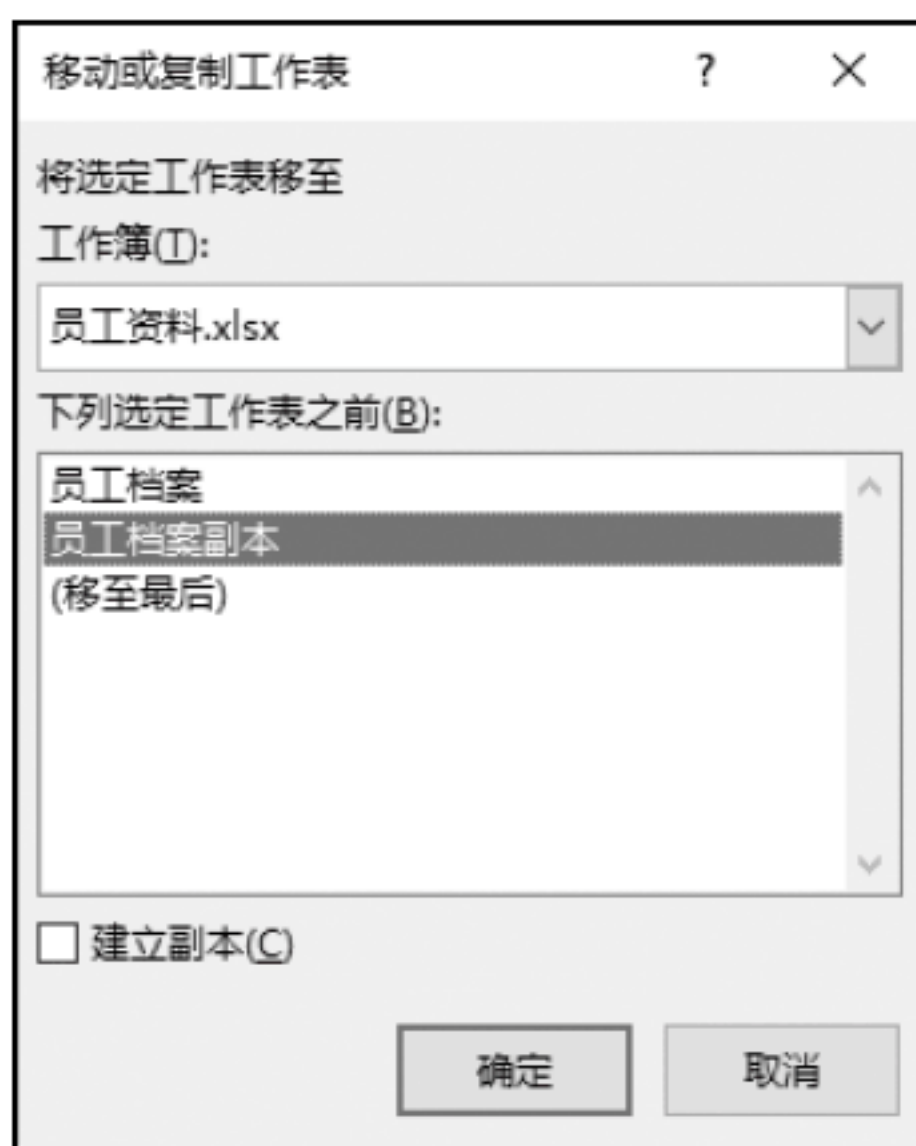 移动或复制工作表 ?
将选定工作表移至
工作簿(T):
员工资料.xlsx
下列选定工作表之前(B):
员工档案
员工档案副本
(移至最后)
建立副本(C)
确定 取消